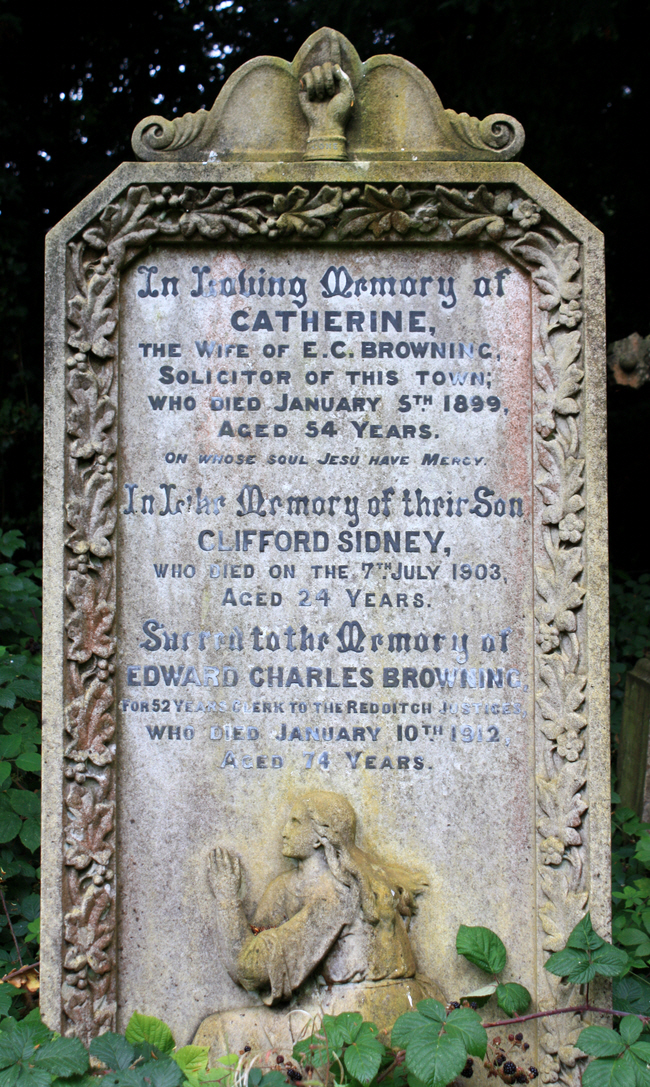 In Loving Memory of
CATHERINE,
THE WIFE OF E.C. BROWNING,
SOLICITOR OF THIS TOWN;
WHO DIED JANUARY 5TH 1899,
AGED 54 YEARS.
ON WHOSE SOUL JESU HAVE MERCY.
In Like Memory of their Son
CLIFFORD SIDNEY,
WHO DIED ON THE 7TH JULY 1903,
AGED 24 YEARS.
Sacred to the Memory of
EDWARD CHARLES BROWNING,
FOR 52 YEARS CLERK TO THE REDDITCH JUSTICES,
WHO DIED JANUARY 10TH 1912,
AGED 74 YEARS.